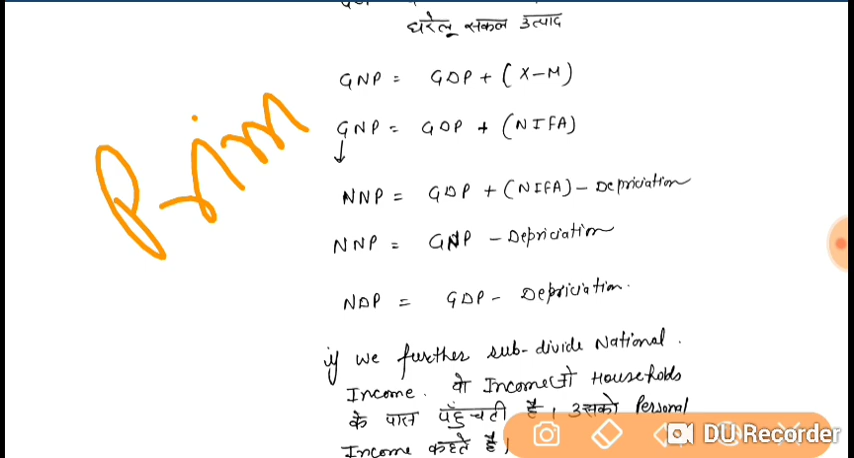 घरेलू सकल उत्पाद
GNP = GDP + (X-M)
GNP = GDP + (NIFA)
NNP = GDP + (NIFA) - Depriciation
NNP = GNP - Depriciation
NDP = GDP - Depriciation.
if we further sub-divide National.
Income. वो Income जो Households
के पास पहुँचती है। उसको Personal
Income कहते है।
Prim
DU Recorder